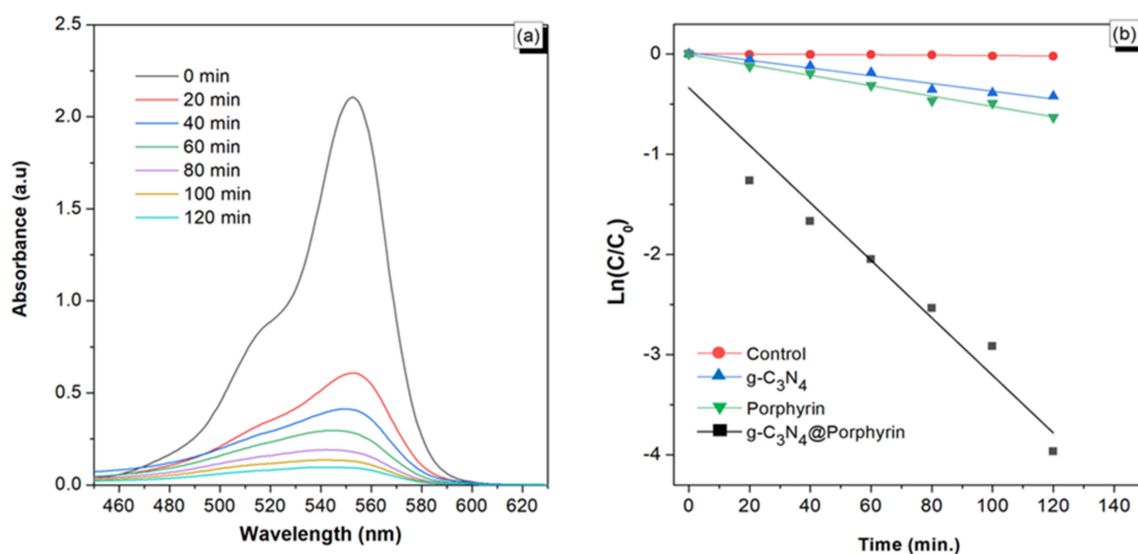 (a)
2.5
2.0
1.5
1.0
0.5
0.0
Absorbance (a.u)
0 min
20 min
40 min
60 min
80 min
100 min
120 min
460 480 500 520 540 560 580 600 620
Wavelength (nm)
(b)
0
-1
-2
-3
-4
Ln(C/C₀)
Control
g-C₃N₄
Porphyrin
g-C₃N₄@Porphyrin
0 20 40 60 80 100 120 140
Time (min.)